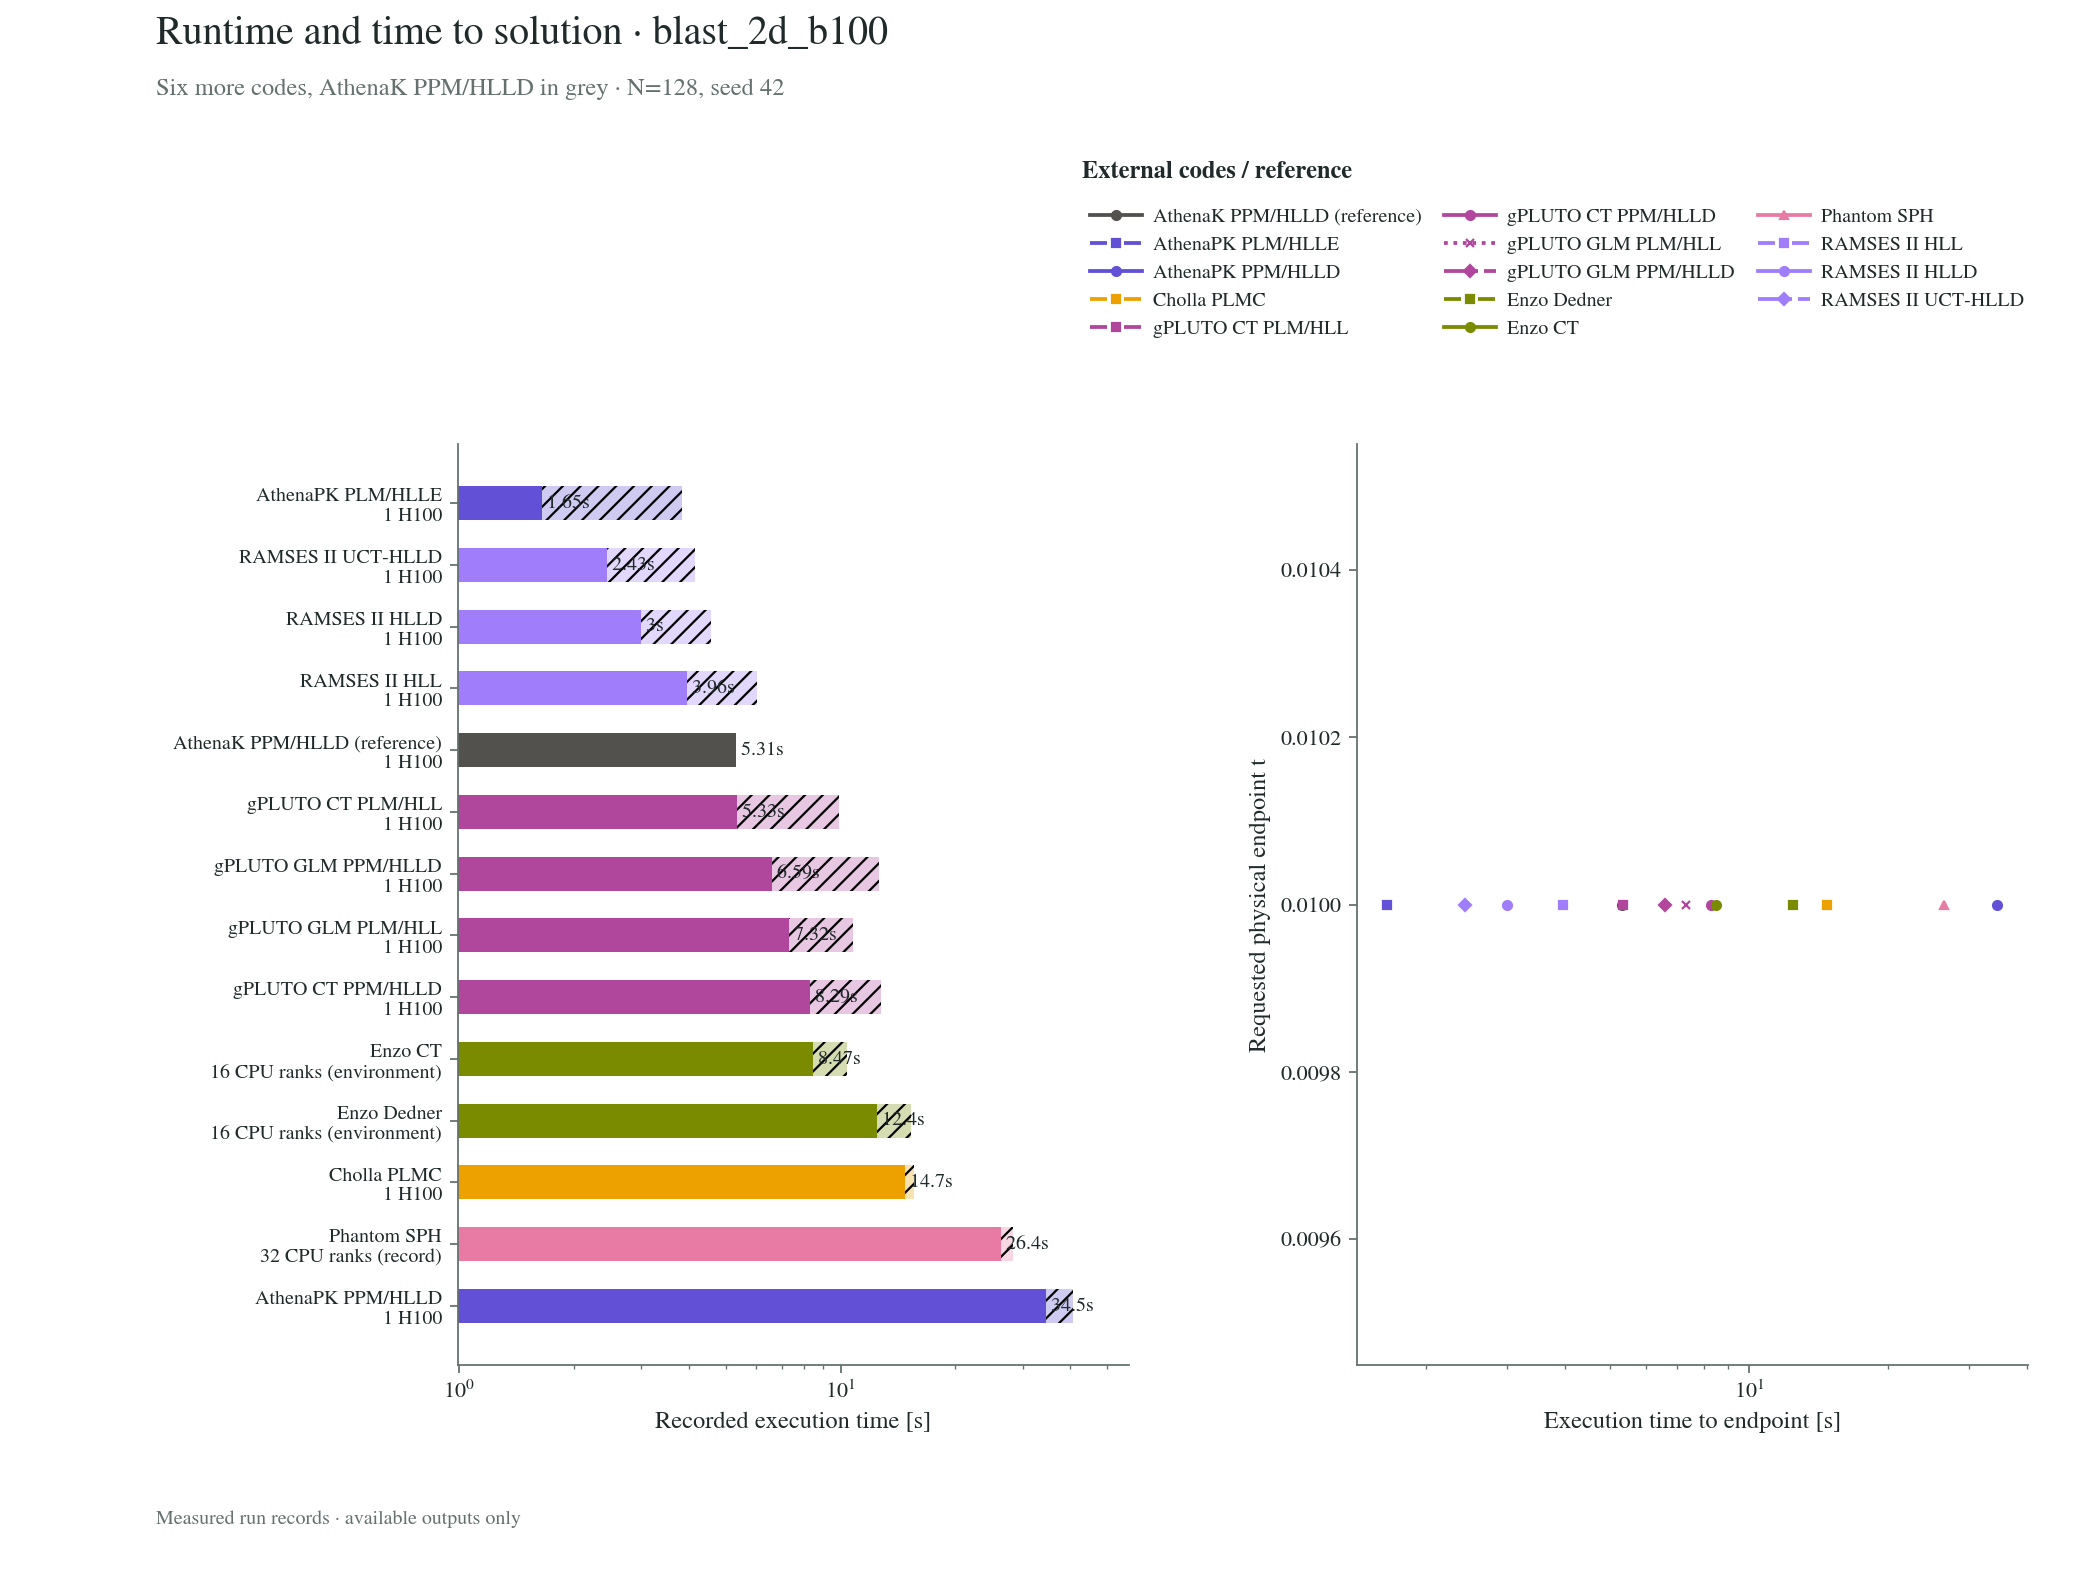 Runtime and time to solution · blast_2d_b100
Six more codes, AthenaK PPM/HLLD in grey · N=128, seed 42
External codes / reference
AthenaK PPM/HLLD (reference)
AthenaPK PLM/HLLE
AthenaPK PPM/HLLD
Cholla PLMC
gPLUTO CT PLM/HLL
gPLUTO CT PPM/HLLD
gPLUTO GLM PLM/HLL
gPLUTO GLM PPM/HLLD
Enzo Dedner
Enzo CT
Phantom SPH
RAMSES II HLL
RAMSES II HLLD
RAMSES II UCT-HLLD
AthenaPK PLM/HLLE
1 H100
1.65s
RAMSES II UCT-HLLD
1 H100
2.43s
RAMSES II HLLD
1 H100
3s
RAMSES II HLL
1 H100
3.96s
AthenaK PPM/HLLD (reference)
1 H100
5.31s
gPLUTO CT PLM/HLL
1 H100
5.33s
gPLUTO GLM PPM/HLLD
1 H100
6.59s
gPLUTO GLM PLM/HLL
1 H100
7.32s
gPLUTO CT PPM/HLLD
1 H100
8.29s
Enzo CT
16 CPU ranks (environment)
8.47s
Enzo Dedner
16 CPU ranks (environment)
12.4s
Cholla PLMC
1 H100
14.7s
Phantom SPH
32 CPU ranks (record)
26.4s
AthenaPK PPM/HLLD
1 H100
34.5s
10⁰
10¹
Recorded execution time [s]
Requested physical endpoint t
0.0104
0.0102
0.0100
0.0098
0.0096
10¹
Execution time to endpoint [s]
Measured run records · available outputs only